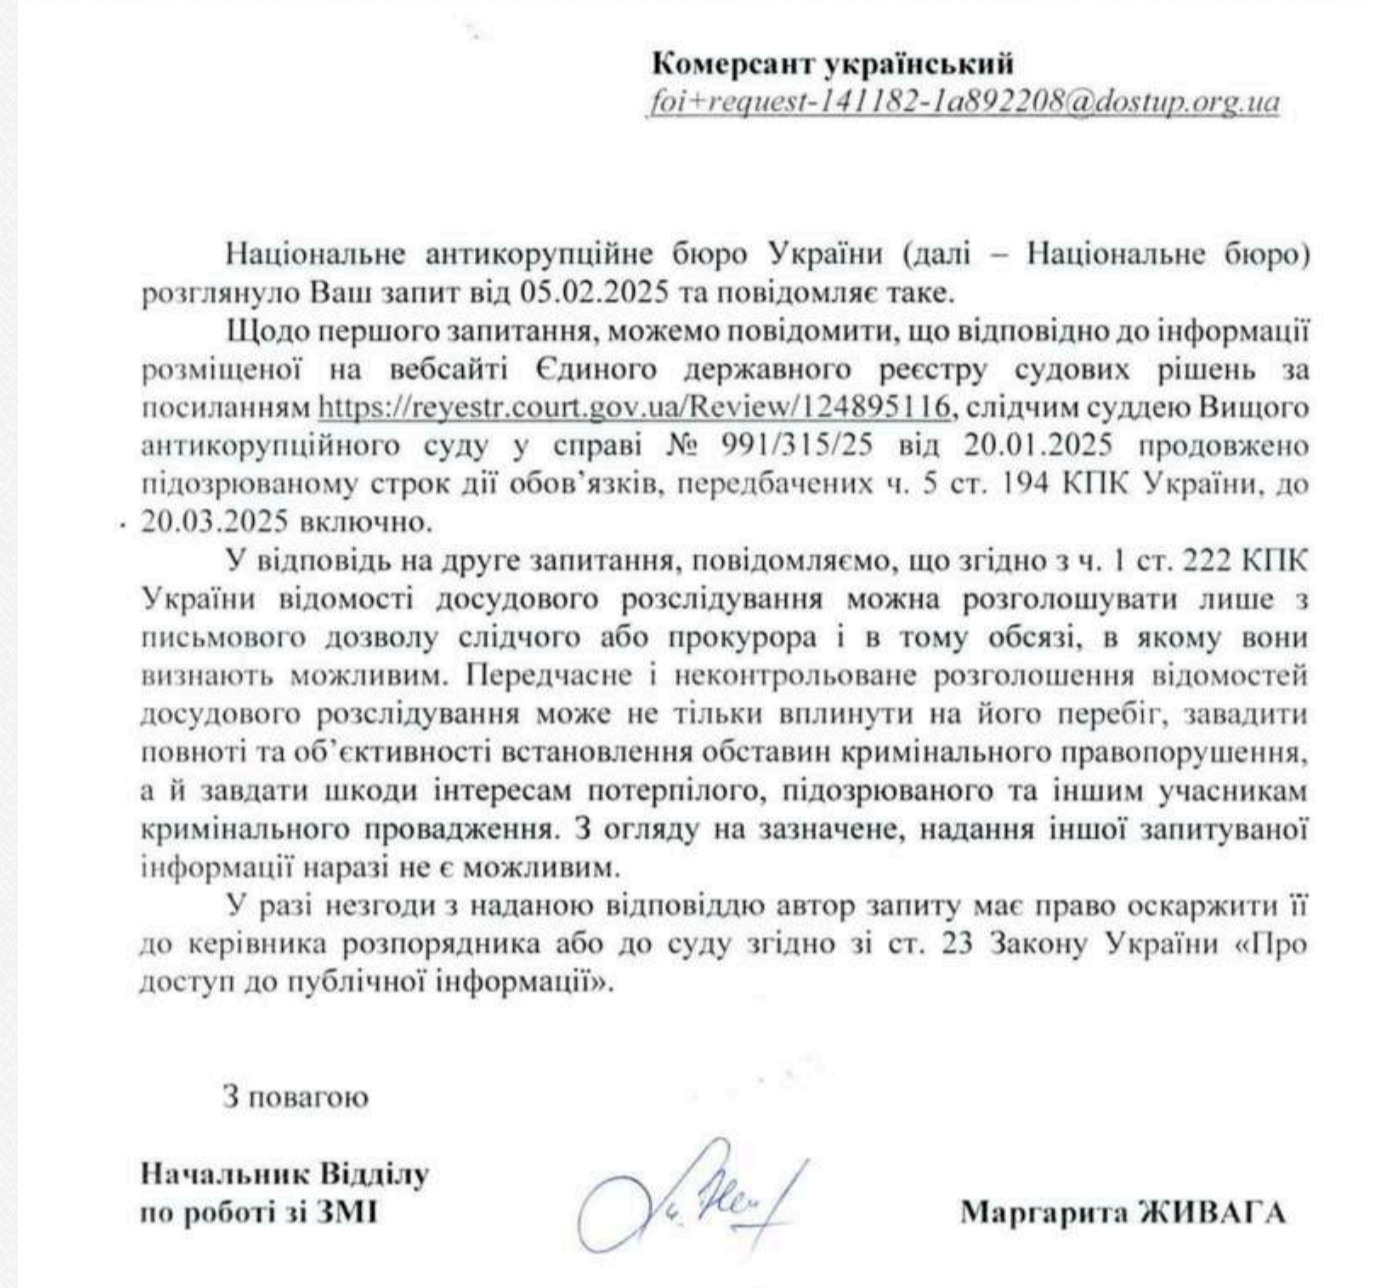 Комерсант український
foi+request-141182-1a892208@dostup.org.ua
Національне антикорупційне бюро України (далі – Національне бюро)
розглянуло Ваш запит від 05.02.2025 та повідомляє таке.
Щодо першого запитання, можемо повідомити, що відповідно до інформації
розміщеної на вебсайті Єдиного державного реєстру судових рішень за
посиланням https://reyestr.court.gov.ua/Review/124895116, слідчим суддею Вищого
антикорупційного суду у справі № 991/315/25 від 20.01.2025 продовжено
підозрюваному строк дії обов’язків, передбачених ч. 5 ст. 194 КПК України, до
20.03.2025 включно.
У відповідь на друге запитання, повідомляємо, що згідно з ч. 1 ст. 222 КПК
України відомості досудового розслідування можна розголошувати лише з
письмового дозволу слідчого або прокурора і в тому обсязі, в якому вони
визнають можливим. Передчасне і неконтрольоване розголошення відомостей
досудового розслідування може не тільки вплинути на його перебіг, завадити
повноті та об’єктивності встановлення обставин кримінального правопорушення,
а й завдати шкоди інтересам потерпілого, підозрюваного та іншим учасникам
кримінального провадження. З огляду на зазначене, надання іншої запитуваної
інформації наразі не є можливим.
У разі незгоди з наданою відповіддю автор запиту має право оскаржити її
до керівника розпорядника або до суду згідно зі ст. 23 Закону України «Про
доступ до публічної інформації».
З повагою
Начальник Відділу
по роботі зі ЗМІ
Маргарита ЖИВАГА